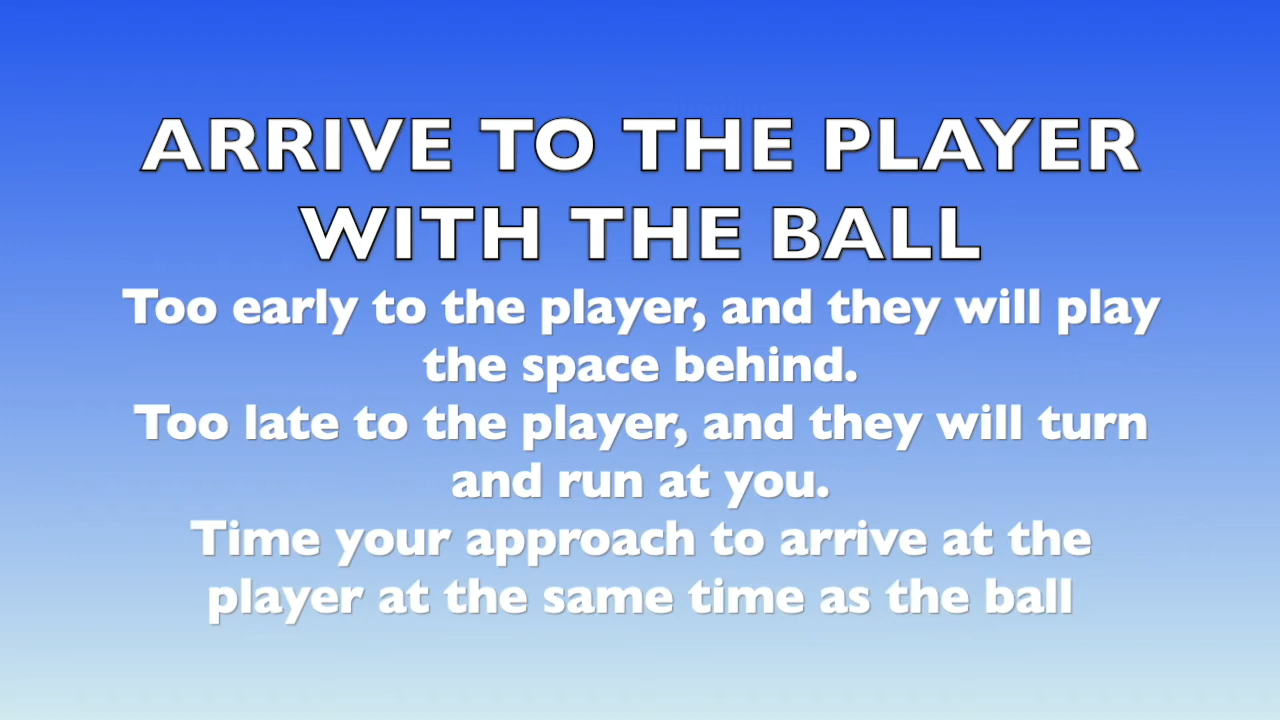 ARRIVE TO THE PLAYER
WITH THE BALL
Too early to the player, and they will play
the space behind.
Too late to the player, and they will turn
and run at you.
Time your approach to arrive at the
player at the same time as the ball